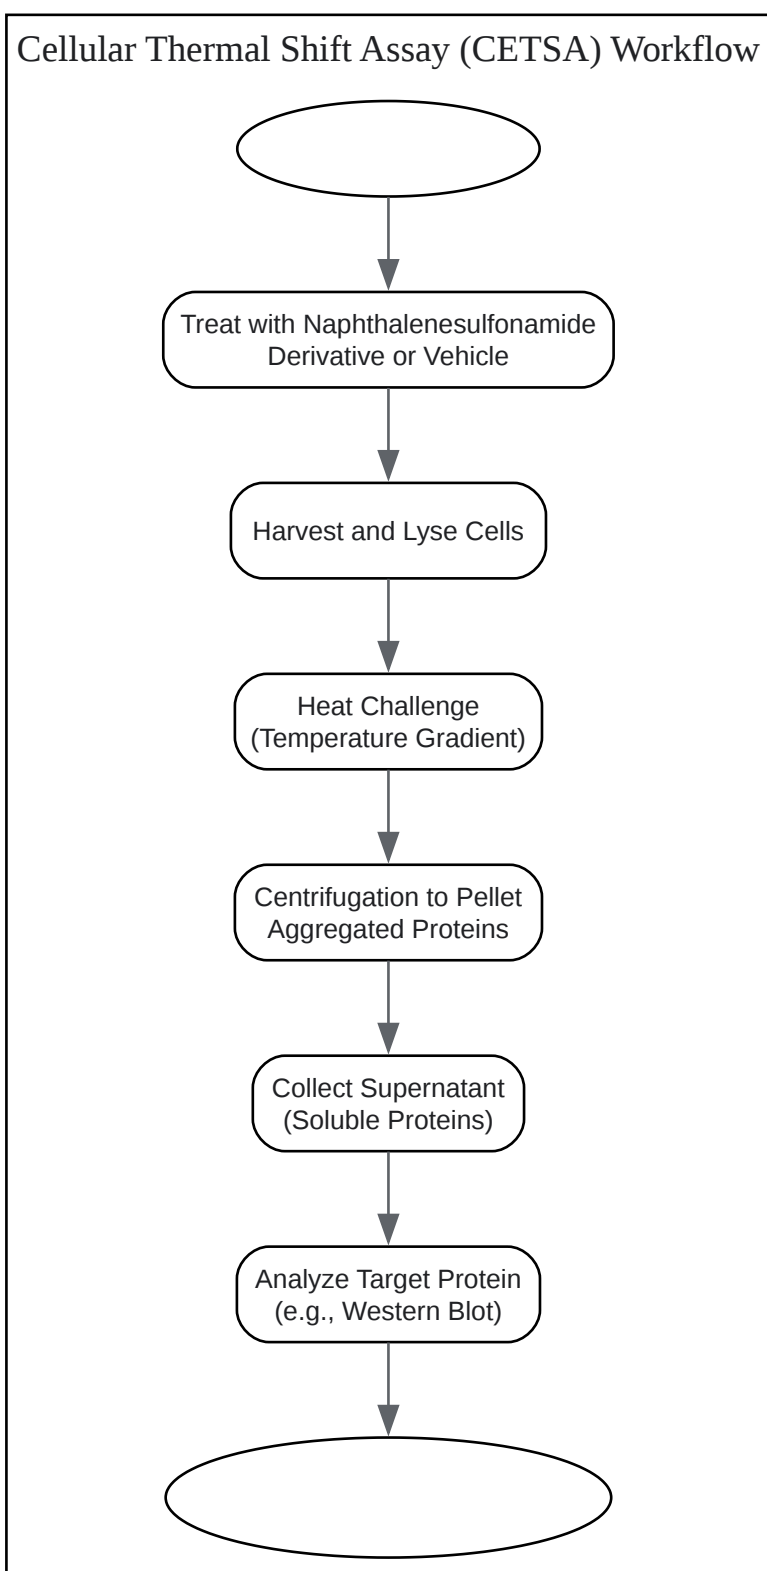 Cellular Thermal Shift Assay (CETSA) Workflow
Treat with Naphthalenesulfonamide
Derivative or Vehicle
Harvest and Lyse Cells
Heat Challenge
(Temperature Gradient)
Centrifugation to Pellet
Aggregated Proteins
Collect Supernatant
(Soluble Proteins)
Analyze Target Protein
(e.g., Western Blot)